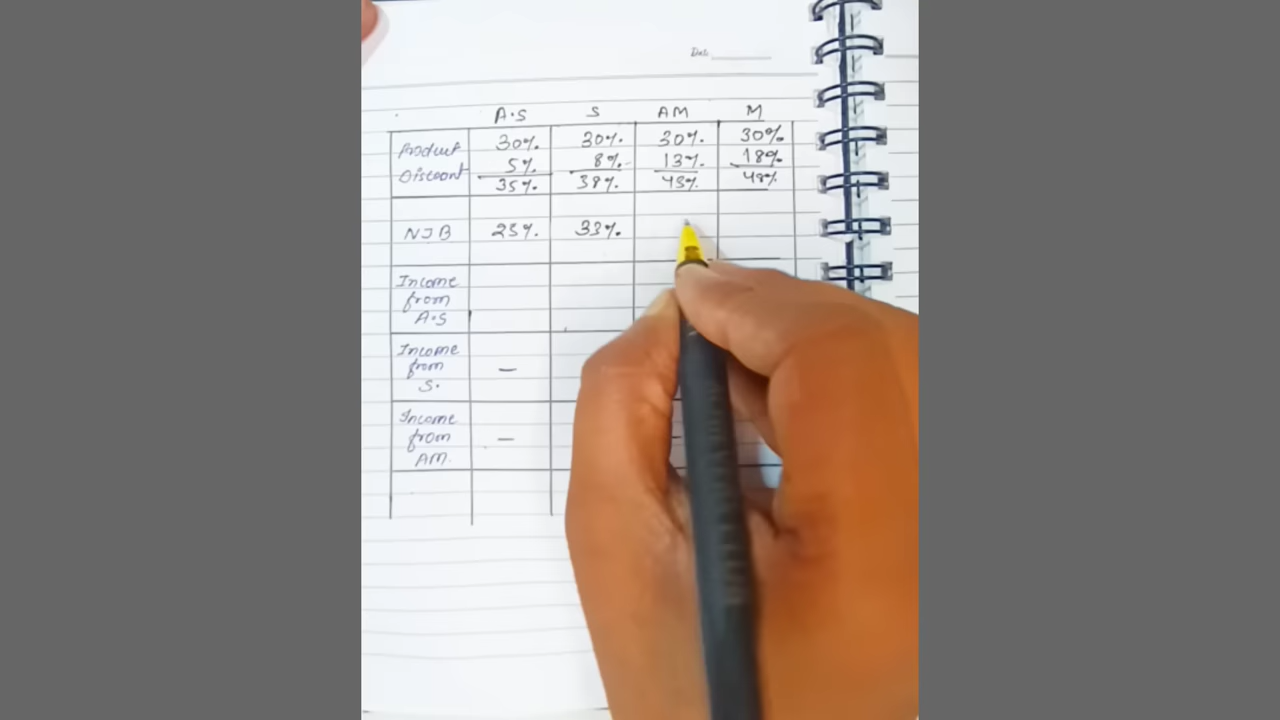 Date
A.S S AM M
Product 30%. 30%. 30%. 30%
Discount 5%. 8%. 13%. 18%
35%. 38%. 43%. 48%
NJB 25%. 33%.
Income
from
A.S
Income
from —
S.
Income
from —
AM.